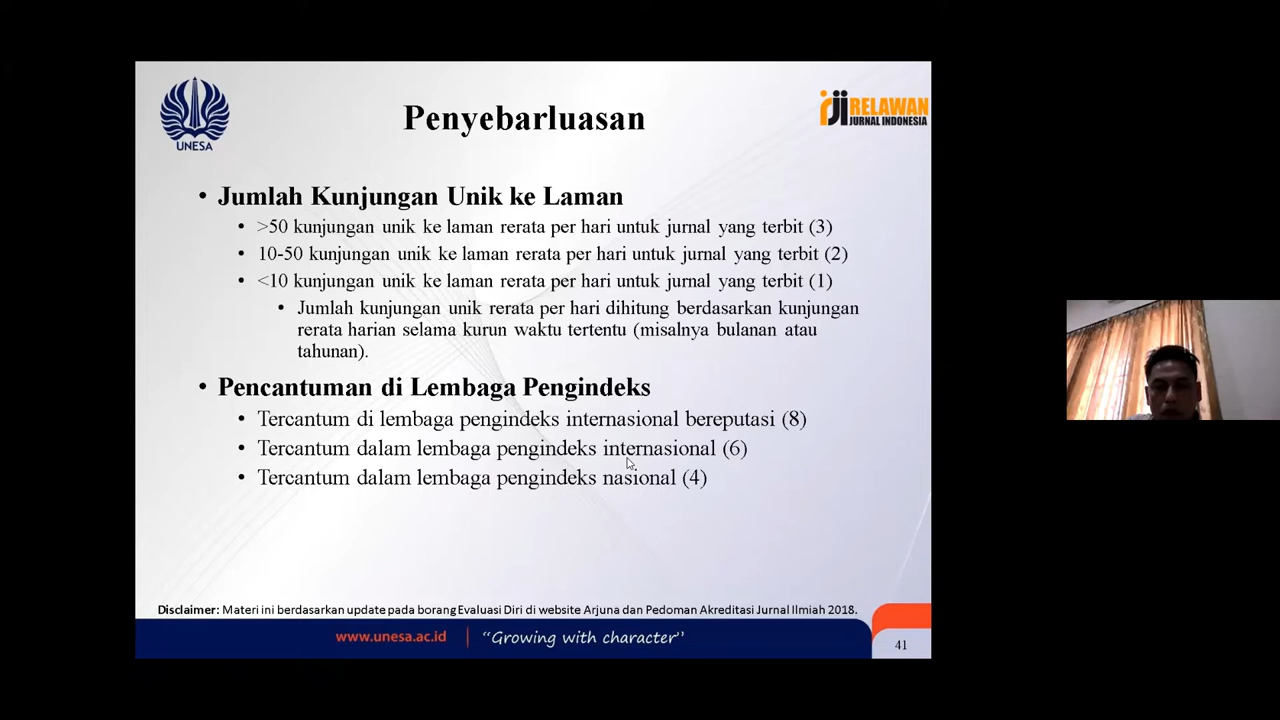 UNESA
Penyebarluasan
RELAWAN
JURNAL INDONESIA
• Jumlah Kunjungan Unik ke Laman
• >50 kunjungan unik ke laman rerata per hari untuk jurnal yang terbit (3)
• 10-50 kunjungan unik ke laman rerata per hari untuk jurnal yang terbit (2)
• <10 kunjungan unik ke laman rerata per hari untuk jurnal yang terbit (1)
• Jumlah kunjungan unik rerata per hari dihitung berdasarkan kunjungan
rerata harian selama kurun waktu tertentu (misalnya bulanan atau
tahunan).
• Pencantuman di Lembaga Pengindeks
• Tercantum di lembaga pengindeks internasional bereputasi (8)
• Tercantum dalam lembaga pengindeks internasional (6)
• Tercantum dalam lembaga pengindeks nasional (4)
Disclaimer: Materi ini berdasarkan update pada borang Evaluasi Diri di website Arjuna dan Pedoman Akreditasi Jurnal Ilmiah 2018.
www.unesa.ac.id | "Growing with character"
41